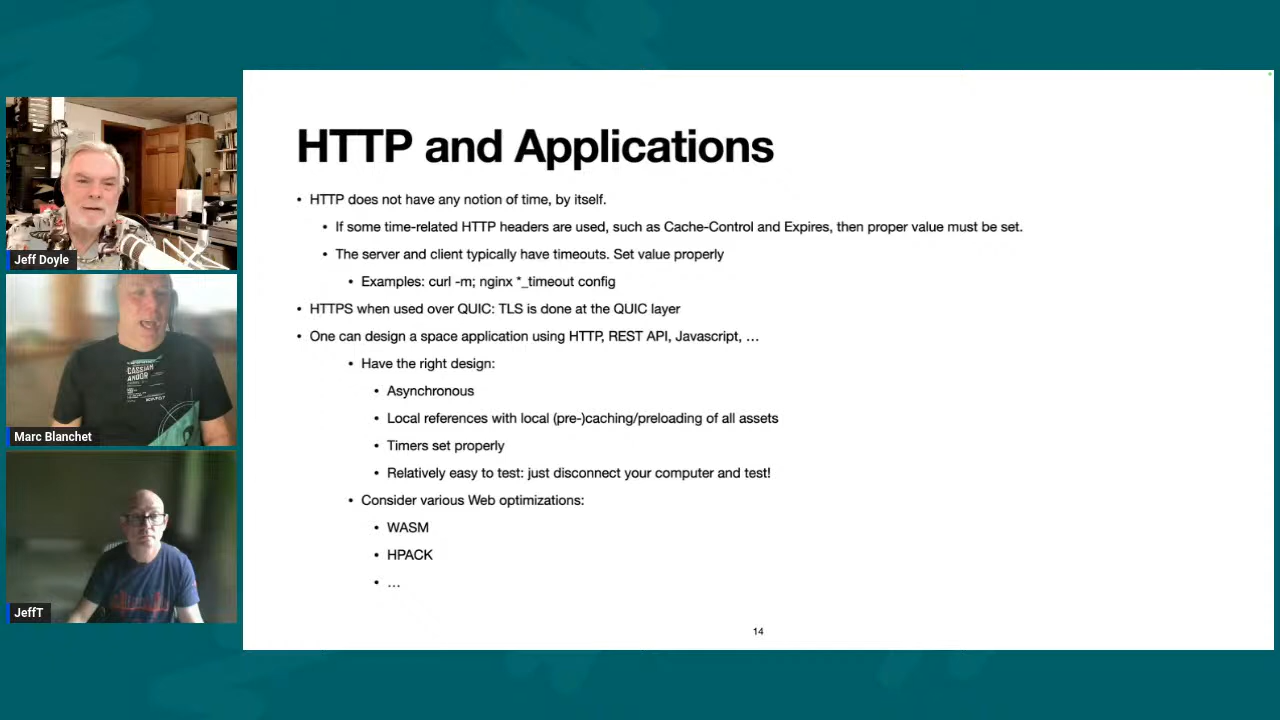 HTTP and Applications
• HTTP does not have any notion of time, by itself.
• If some time-related HTTP headers are used, such as Cache-Control and Expires, then proper value must be set.
• The server and client typically have timeouts. Set value properly
• Examples: curl -m; nginx *_timeout config
• HTTPS when used over QUIC: TLS is done at the QUIC layer
• One can design a space application using HTTP, REST API, Javascript, …
• Have the right design:
• Asynchronous
• Local references with local (pre-)caching/preloading of all assets
• Timers set properly
• Relatively easy to test: just disconnect your computer and test!
• Consider various Web optimizations:
• WASM
• HPACK
• …
14
Jeff Doyle
CASSIAN
ANDOR
Marc Blanchet
JeffT